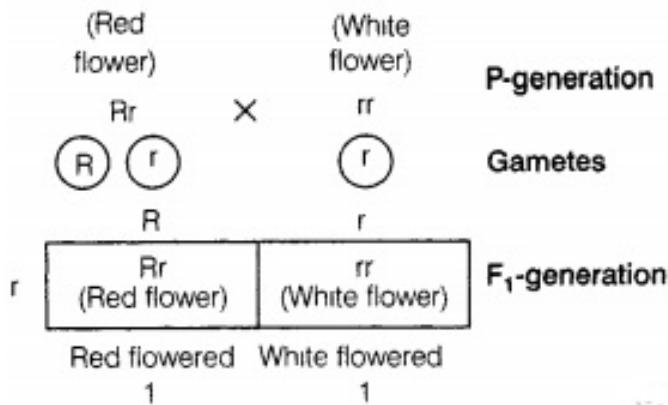 (Red (White
flower) flower) P-generation
Rr × rr
R r r Gametes
R r
r Rr rr F₁-generation
(Red flower) (White flower)
Red flowered White flowered
1 1